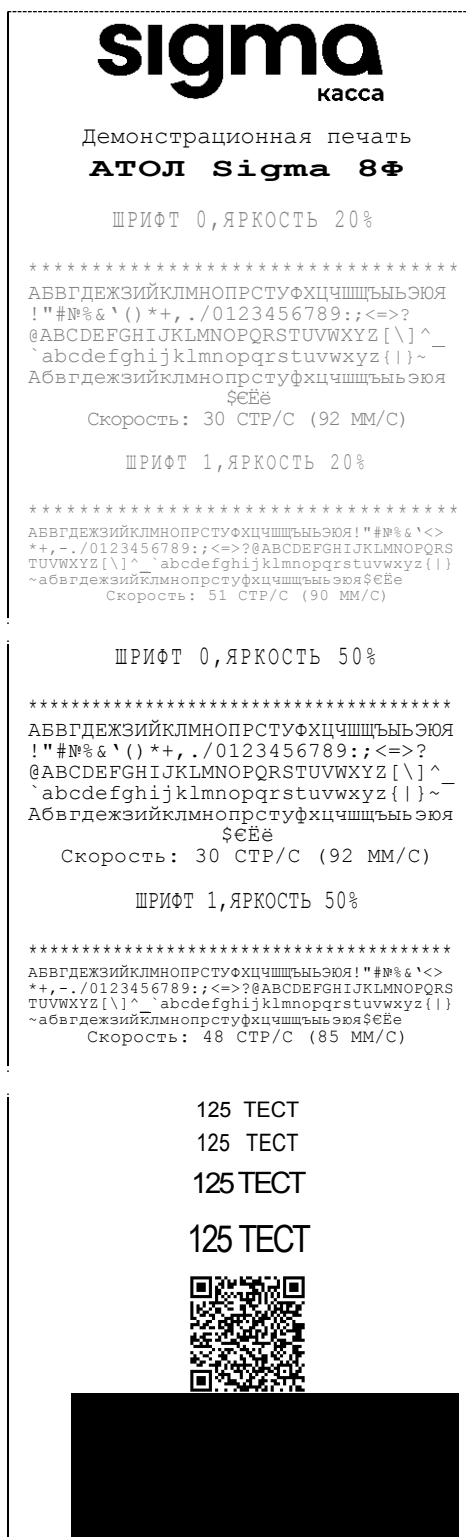 sigma
касса
Демонстрационная печать
АТОЛ Sigma 8Ф
ШРИФТ 0,ЯРКОСТЬ 20%
**********************************
АБВГДЕЖЗИЙКЛМНОПРСТУФХЦЧШЩЪЫЬЭЮЯ
!"#№%&`()*+,./0123456789:;<=>?
@ABCDEFGHIJKLMNOPQRSTUVWXYZ[\]^_
`abcdefghijklmnopqrstuvwxyz{|}~
Абвгдежзийклмнопрстуфхцчшщъыьэюя
$€Ёё
Скорость: 30 СТР/С (92 ММ/С)
ШРИФТ 1,ЯРКОСТЬ 20%
**********************************
АБВГДЕЖЗИЙКЛМНОПРСТУФХЦЧШЩЪЫЬЭЮЯ!"#№%&`<>
*+,-./0123456789:;<=>?@ABCDEFGHIJKLMNOPQRS
TUVWXYZ[\]^_`abcdefghijklmnopqrstuvwxyz{|}
~абвгдежзийклмнопрстуфхцчшщъыьэюя$€Ёе
Скорость: 51 СТР/С (90 ММ/С)
ШРИФТ 0,ЯРКОСТЬ 50%
****************************************
АБВГДЕЖЗИЙКЛМНОПРСТУФХЦЧШЩЪЫЬЭЮЯ
!"#№%&`()*+,./0123456789:;<=>?
@ABCDEFGHIJKLMNOPQRSTUVWXYZ[\]^_
`abcdefghijklmnopqrstuvwxyz{|}~
Абвгдежзийклмнопрстуфхцчшщъыьэюя
$€Ёё
Скорость: 30 СТР/С (92 ММ/С)
ШРИФТ 1,ЯРКОСТЬ 50%
****************************************
АБВГДЕЖЗИЙКЛМНОПРСТУФХЦЧШЩЪЫЬЭЮЯ!"#№%&`<>
*+,-./0123456789:;<=>?@ABCDEFGHIJKLMNOPQRS
TUVWXYZ[\]^_`abcdefghijklmnopqrstuvwxyz{|}
~абвгдежзийклмнопрстуфхцчшщъыьэюя$€Ёе
Скорость: 48 СТР/С (85 ММ/С)
125 ТЕСТ
125 ТЕСТ
125 ТЕСТ
125 ТЕСТ